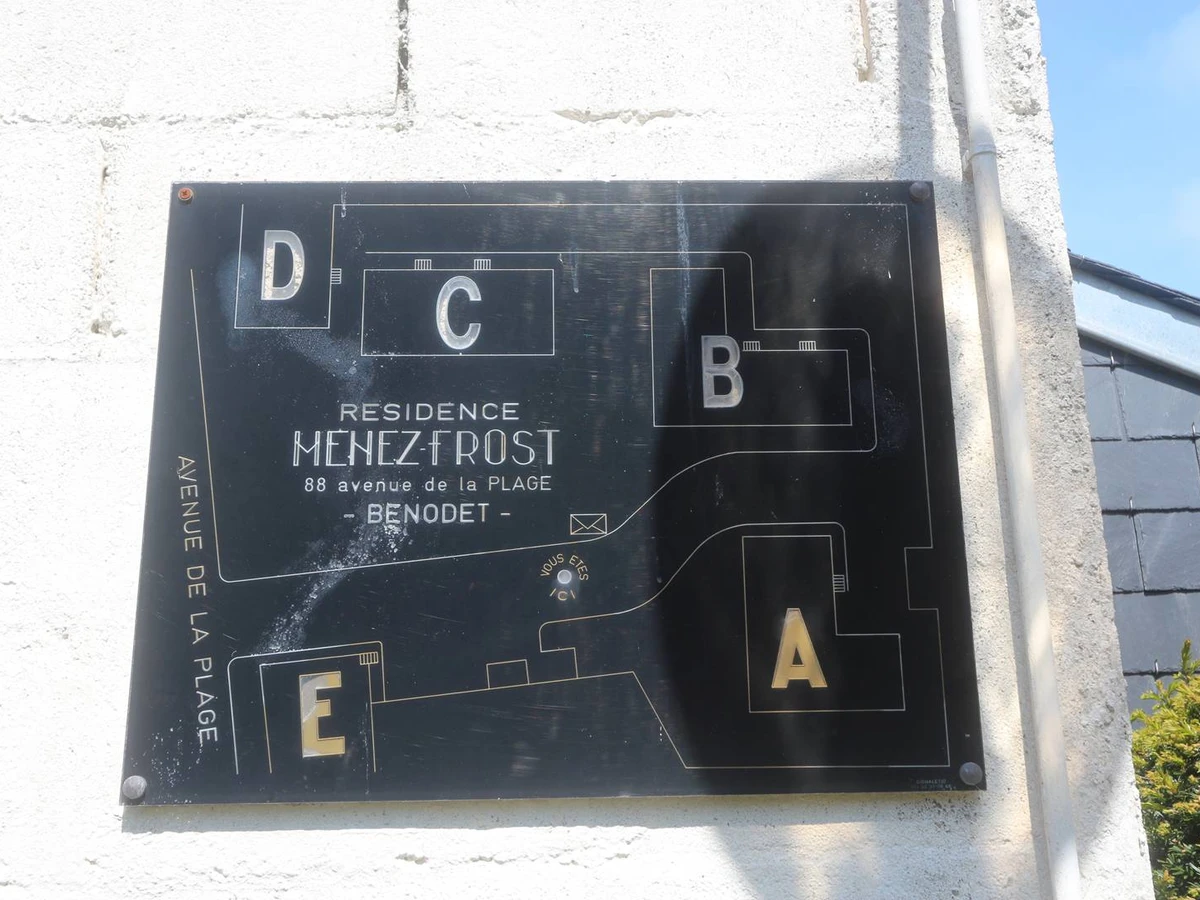 D
C
B
RESIDENCE
MENEZ-FROST
88 avenue de la PLAGE
- BENODET -
AVENUE DE LA PLAGE
VOUS ETES
ICI
A
E